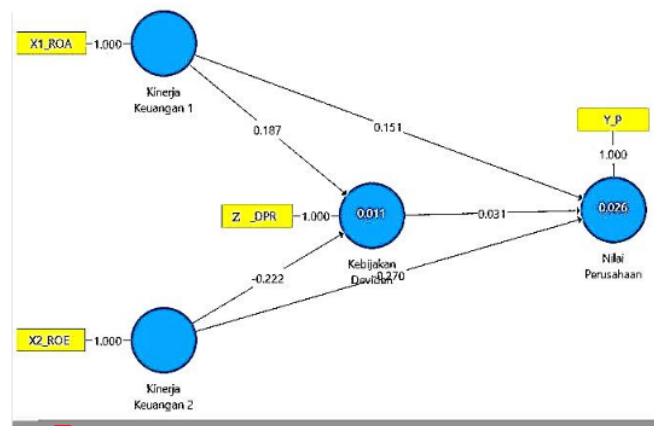 X1_ROA
1.000
Kinerja
Keuangan 1
0.187
0.151
Y_P
1.000
Z _DPR
1.000
0.011
0.031
0.026
Kebijakan
Deviden
Nilai
Perusahaan
-0.222
0.270
X2_ROE
1.000
Kinerja
Keuangan 2